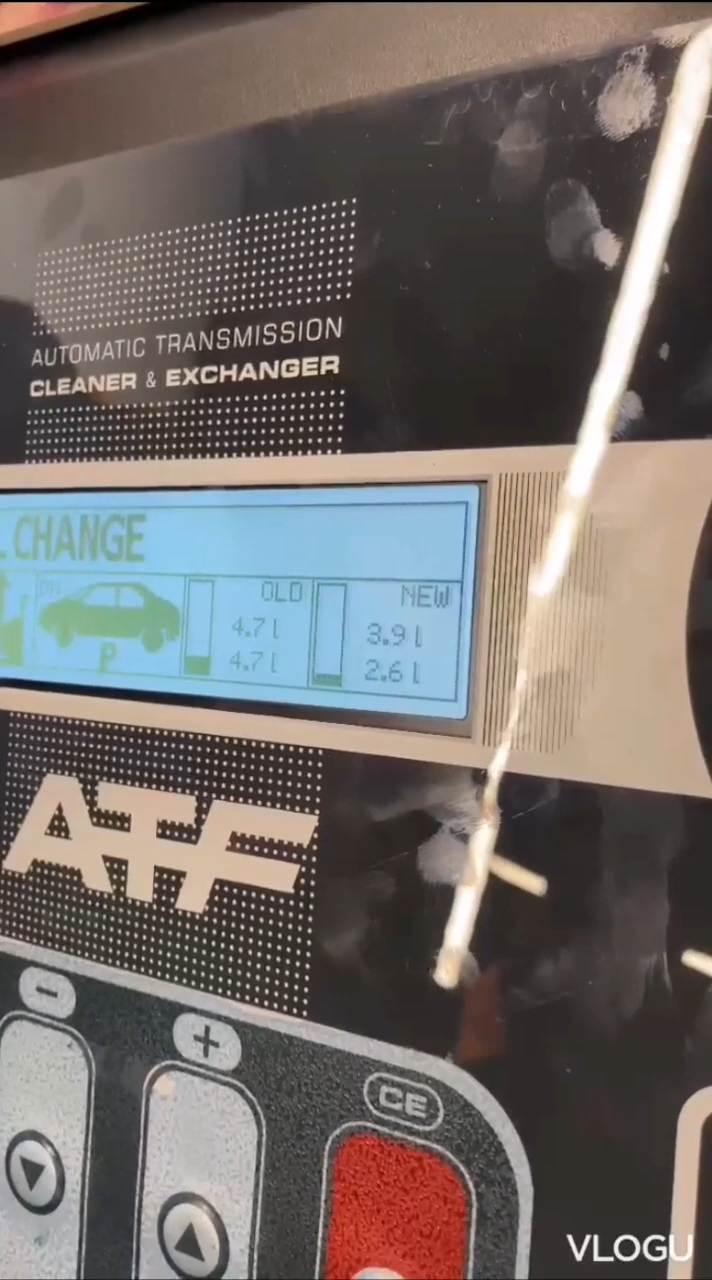 AUTOMATIC TRANSMISSION
CLEANER & EXCHANGER
CHANGE
OLD
NEW
4.7 l
3.9 l
4.7 l
2.6 l
P
ATF
-
+
CE
VLOGU